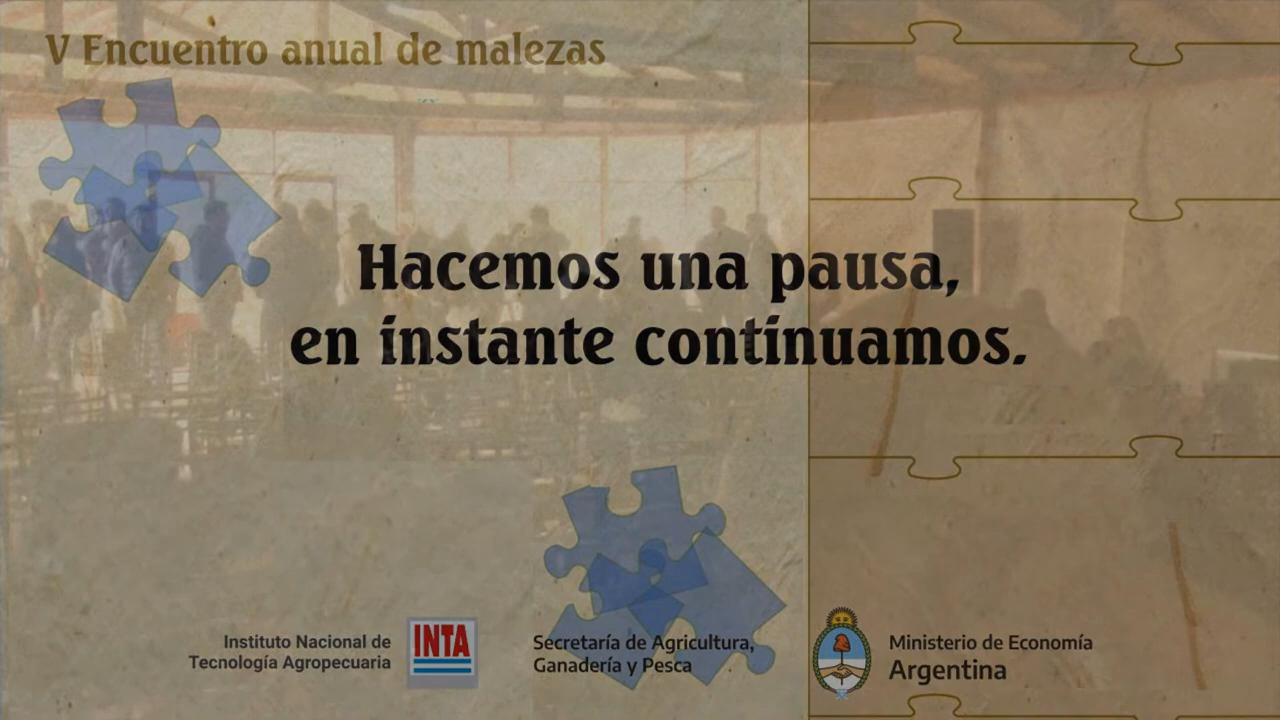 V Encuentro anual de malezas
Hacemos una pausa,
en instante continuamos.
Instituto Nacional de
Tecnología Agropecuaria
INTA
Secretaría de Agricultura,
Ganadería y Pesca
Ministerio de Economía
Argentina